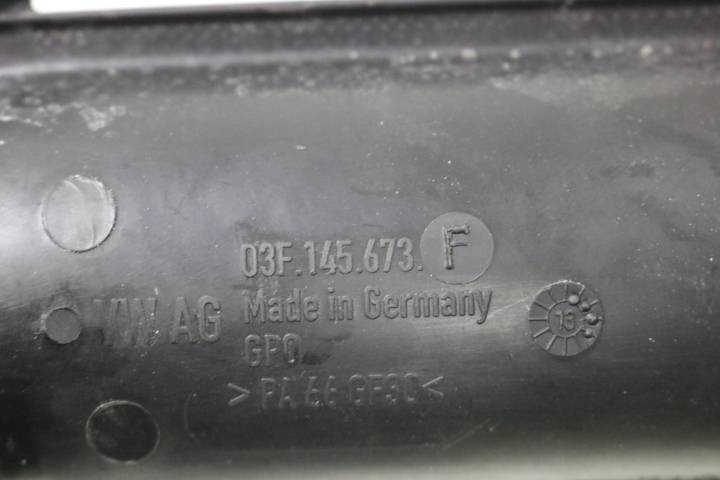 03F.145.673.F
VW AG Made in Germany
GPO
> PA 66 GF30 <
13